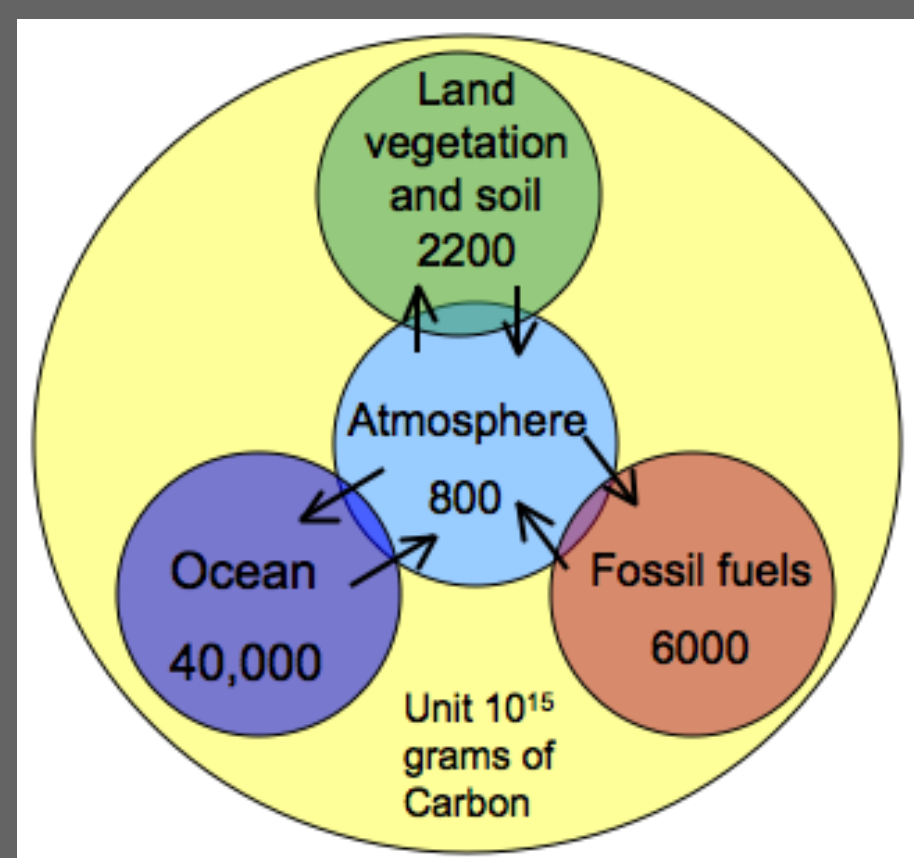 Land
vegetation
and soil
2200
Atmosphere
800
Ocean
40,000
Fossil fuels
6000
Unit 10¹⁵
grams of
Carbon